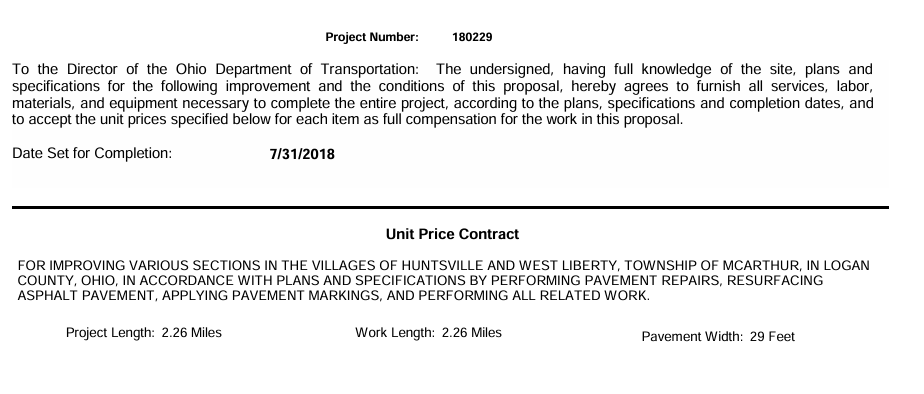 Project Number: 180229
To the Director of the Ohio Department of Transportation: The undersigned, having full knowledge of the site, plans and
specifications for the following improvement and the conditions of this proposal, hereby agrees to furnish all services, labor,
materials, and equipment necessary to complete the entire project, according to the plans, specifications and completion dates, and
to accept the unit prices specified below for each item as full compensation for the work in this proposal.
Date Set for Completion: 7/31/2018
Unit Price Contract
FOR IMPROVING VARIOUS SECTIONS IN THE VILLAGES OF HUNTSVILLE AND WEST LIBERTY, TOWNSHIP OF MCARTHUR, IN LOGAN
COUNTY, OHIO, IN ACCORDANCE WITH PLANS AND SPECIFICATIONS BY PERFORMING PAVEMENT REPAIRS, RESURFACING
ASPHALT PAVEMENT, APPLYING PAVEMENT MARKINGS, AND PERFORMING ALL RELATED WORK.
Project Length: 2.26 Miles Work Length: 2.26 Miles Pavement Width: 29 Feet